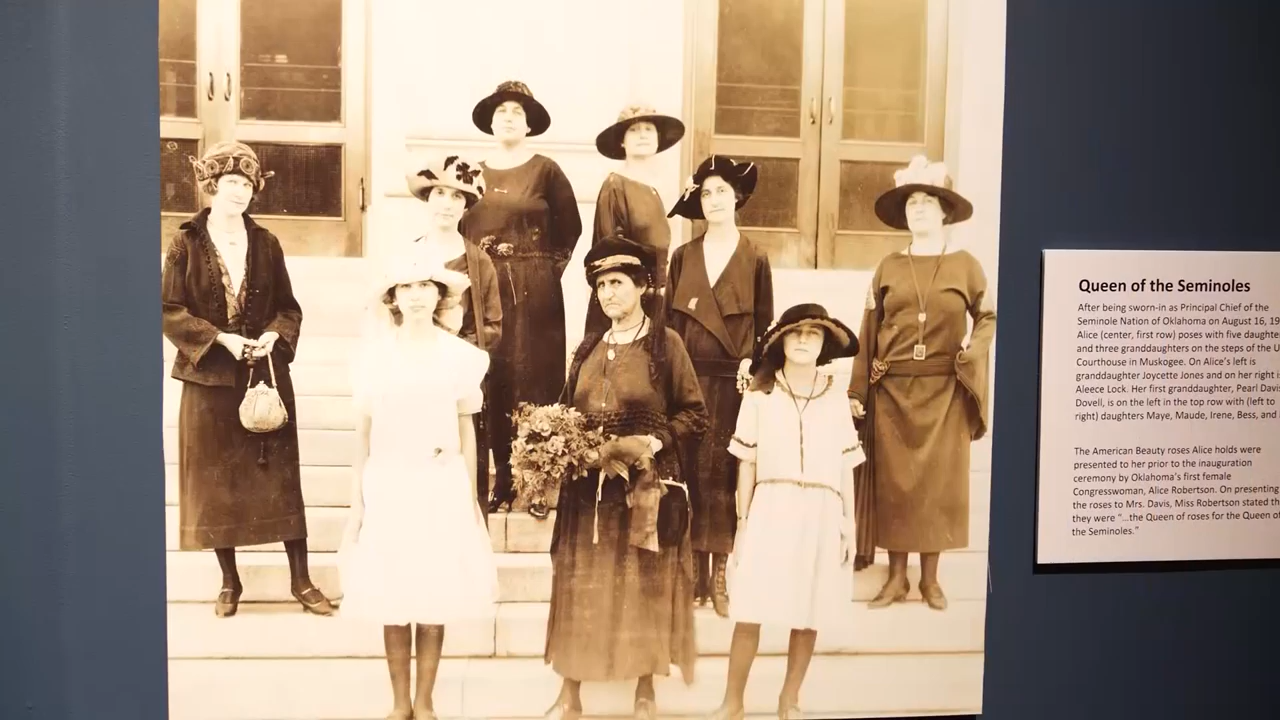 Queen of the Seminoles
After being sworn-in as Principal Chief of the
Seminole Nation of Oklahoma on August 16, 19
Alice (center, first row) poses with five daughte
and three granddaughters on the steps of the U
Courthouse in Muskogee. On Alice's left is
granddaughter Joycette Jones and on her right i
Aleece Lock. Her first granddaughter, Pearl Davi
Dovell, is on the left in the top row with (left to
right) daughters Maye, Maude, Irene, Bess, and
The American Beauty roses Alice holds were
presented to her prior to the inauguration
ceremony by Oklahoma's first female
Congresswoman, Alice Robertson. On presenting
the roses to Mrs. Davis, Miss Robertson stated th
they were "...the Queen of roses for the Queen of
the Seminoles."